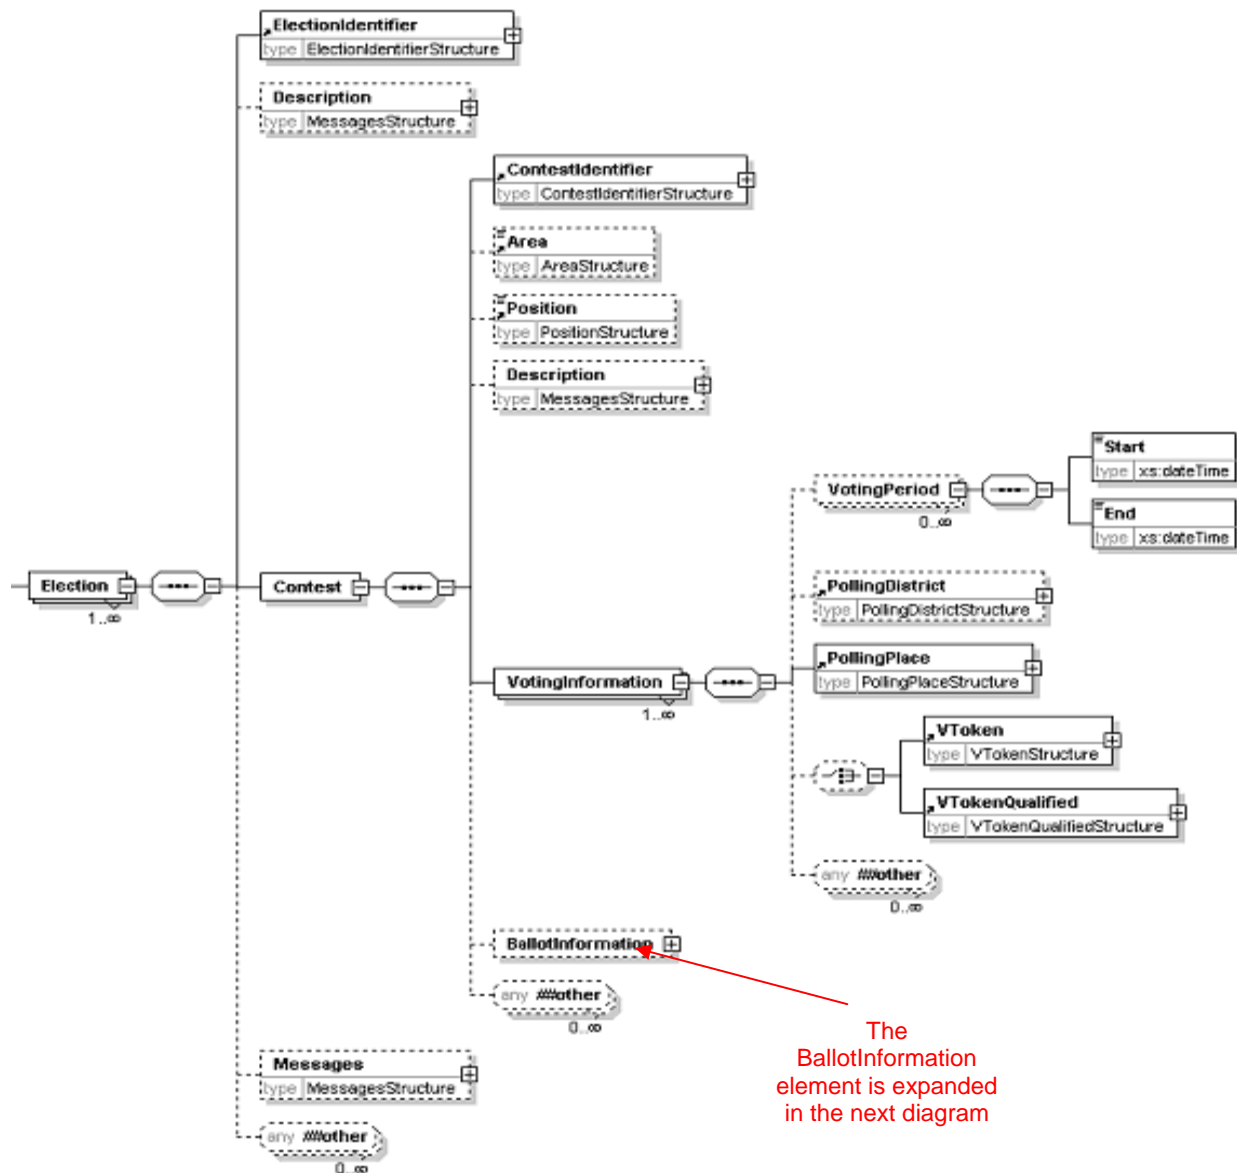 ElectionIdentifier
type ElectionIdentifierStructure
Description
type MessagesStructure
ContestIdentifier
type ContestIdentifierStructure
Area
type AreaStructure
Position
type PositionStructure
Description
type MessagesStructure
Start
type xs:dateTime
VotingPeriod
0..∞
End
type xs:dateTime
Election
1..∞
Contest
PollingDistrict
type PollingDistrictStructure
PollingPlace
type PollingPlaceStructure
VotingInformation
1..∞
VToken
type VTokenStructure
VTokenQualified
type VTokenQualifiedStructure
any ##other
0..∞
BallotInformation
any ##other
0..∞
The
BallotInformation
element is expanded
in the next diagram
Messages
type MessagesStructure
any ##other
0..∞